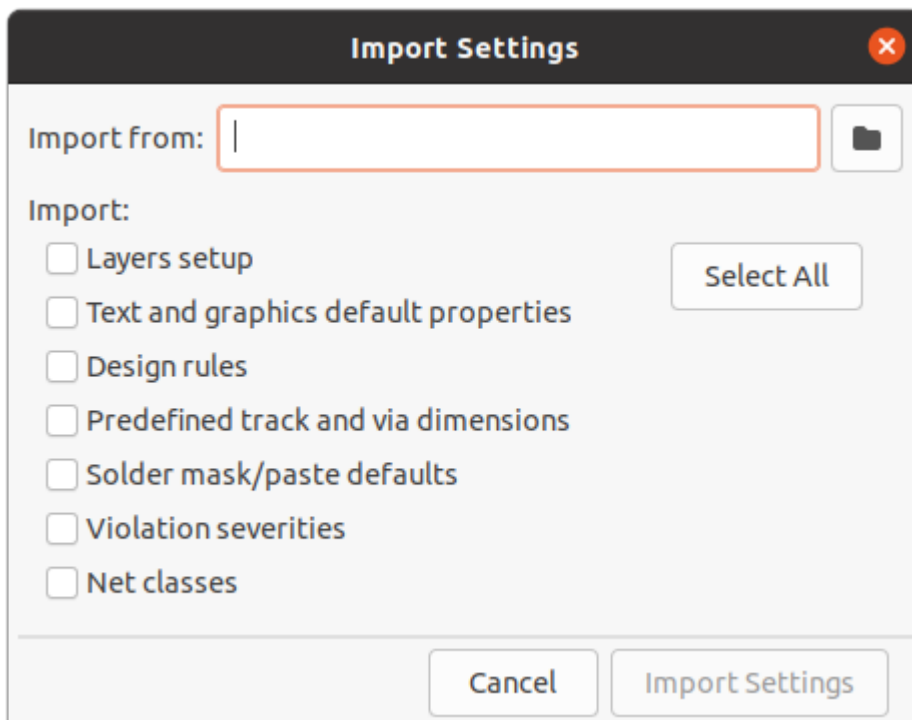 Import Settings
Import from:
Import:
Layers setup
Select All
Text and graphics default properties
Design rules
Predefined track and via dimensions
Solder mask/paste defaults
Violation severities
Net classes
Cancel
Import Settings